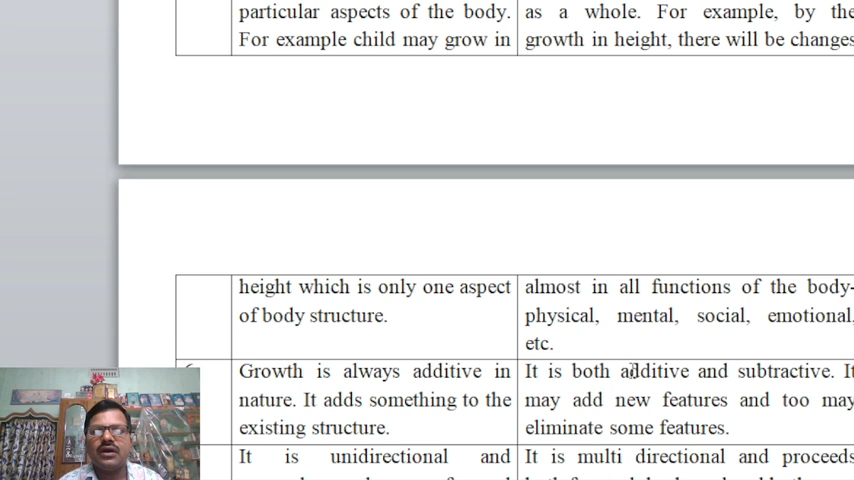 particular aspects of the body.
For example child may grow in
as a whole. For example, by the
growth in height, there will be changes
height which is only one aspect
of body structure.
almost in all functions of the body-
physical, mental, social, emotional,
etc.
Growth is always additive in
nature. It adds something to the
existing structure.
It is both additive and subtractive. It
may add new features and too may
eliminate some features.
It is unidirectional and
It is multi directional and proceeds